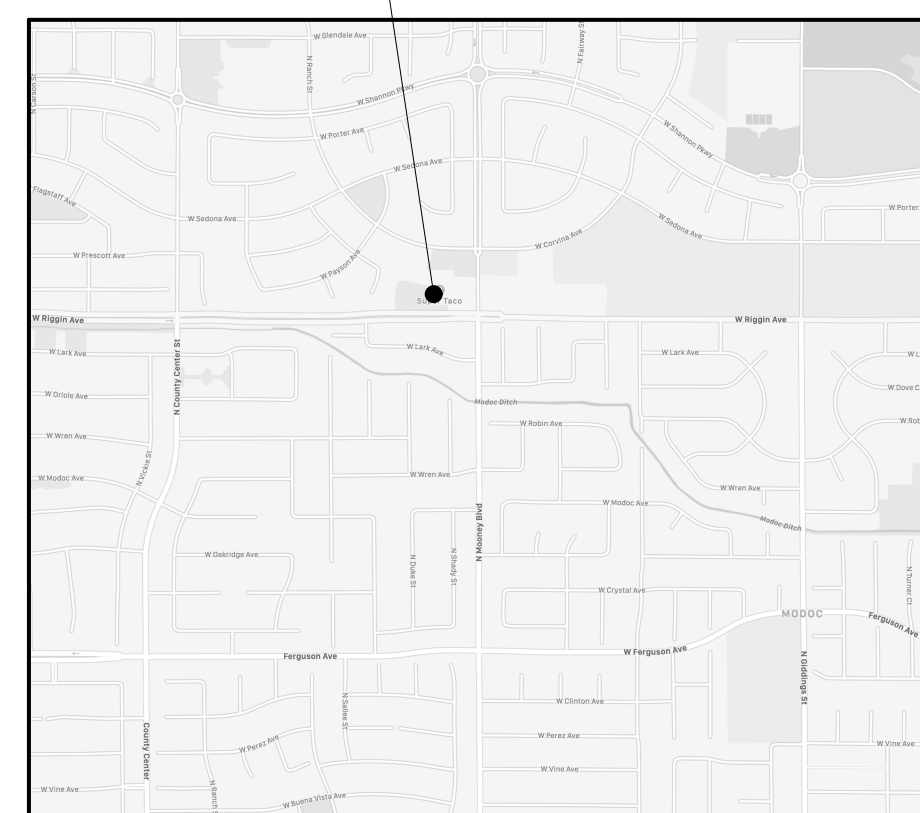 W Glendale Ave
N Fairway St
N Ranch St
N Carson St
W Shannon Pkwy
W Porter Ave
W Shannon Pkwy
W Sedona Ave
Flagstaff Ave
W Porter
W Sedona Ave
W Sedona Ave
W Corvina Ave
W Prescott Ave
W Payson Ave
Taco
W Riggin Ave
W Riggin Ave
N County Center St
W Lark Ave
W Lark Ave
W Lark Ave
W L
W Dove C
W Oriole Ave
Modoc Ditch
W Robin Ave
W Rob
W Wren Ave
N Vickie St
W Wren Ave
W Modoc Ave
W Wren Ave
W Modoc Ave
N Mooney Blvd
Modoc Ditch
W Oakridge Ave
N Duke St
N Shady St
N Turner Ct
W Crystal Ave
MODOC
Ferguson Ave
Ferguson Ave
W Ferguson Ave
N Giddings St
N Sallee St
W Clinton Ave
County Center
W Perez Ave
W Perez Ave
W Vine Ave
W Vine Ave
W Vine Ave
N Ranch S
W Buena Vista Ave